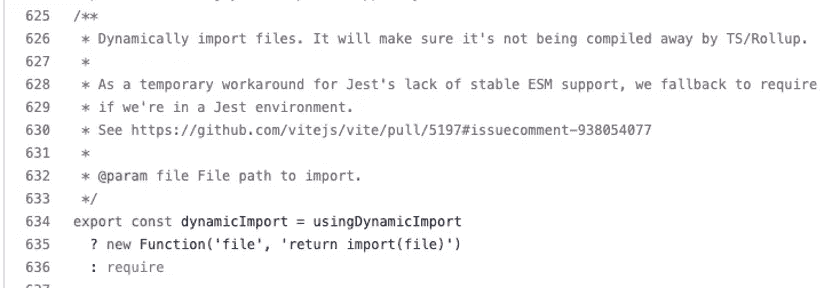 625 /**
626  * Dynamically import files. It will make sure it's not being compiled away by TS/Rollup.
627  *
628  * As a temporary workaround for Jest's lack of stable ESM support, we fallback to require
629  * if we're in a Jest environment.
630  * See https://github.com/vitejs/vite/pull/5197#issuecomment-938054077
631  *
632  * @param file File path to import.
633  */
634 export const dynamicImport = usingDynamicImport
635   ? new Function('file', 'return import(file)')
636   : require